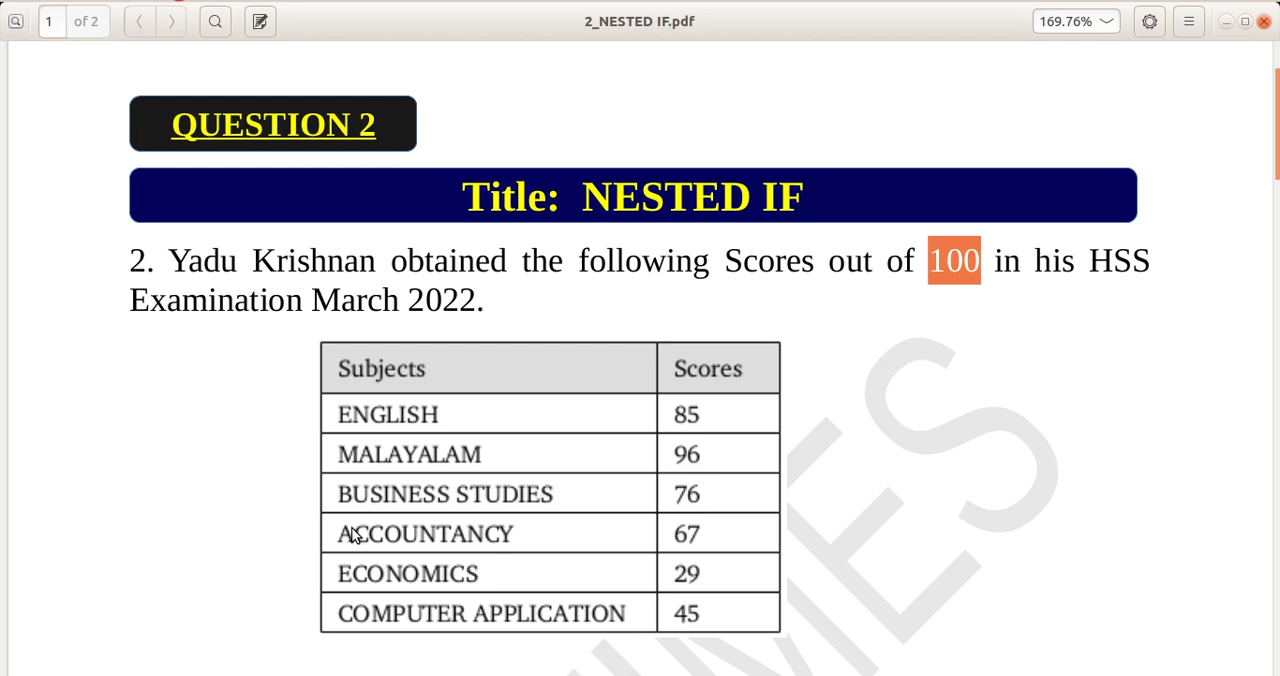 1 of 2 2_NESTED IF.pdf 169.76%
QUESTION 2
Title: NESTED IF
2. Yadu Krishnan obtained the following Scores out of 100 in his HSS
Examination March 2022.
Subjects Scores
ENGLISH 85
MALAYALAM 96
BUSINESS STUDIES 76
ACCOUNTANCY 67
ECONOMICS 29
COMPUTER APPLICATION 45